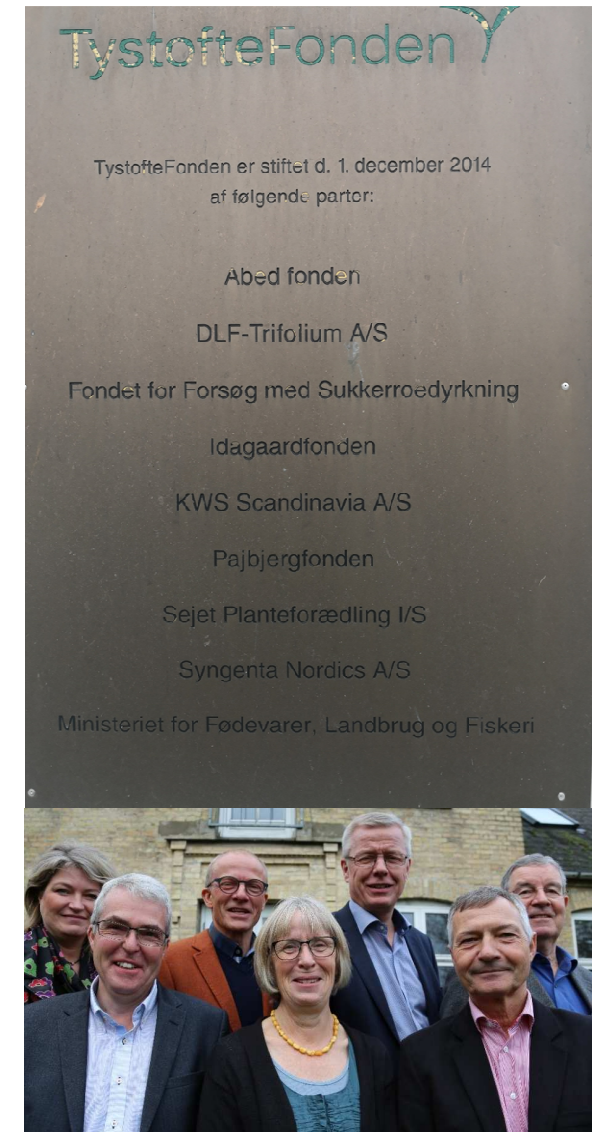 TystofteFonden
TystofteFonden er stiftet d. 1. december 2014
af følgende parter:
Abed fonden
DLF-Trifolium A/S
Fondet for Forsøg med Sukkerroedyrkning
Idagaardfonden
KWS Scandinavia A/S
Pajbjergfonden
Sejet Planteforædling I/S
Syngenta Nordics A/S
Ministeriet for Fødevarer, Landbrug og Fiskeri